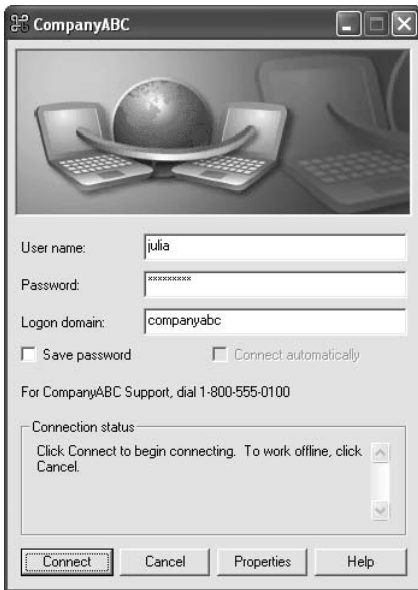 CompanyABC
User name: julia
Password: *********
Logon domain: companyabc
Save password Connect automatically
For CompanyABC Support, dial 1-800-555-0100
Connection status
Click Connect to begin connecting. To work offline, click
Cancel.
Connect Cancel Properties Help